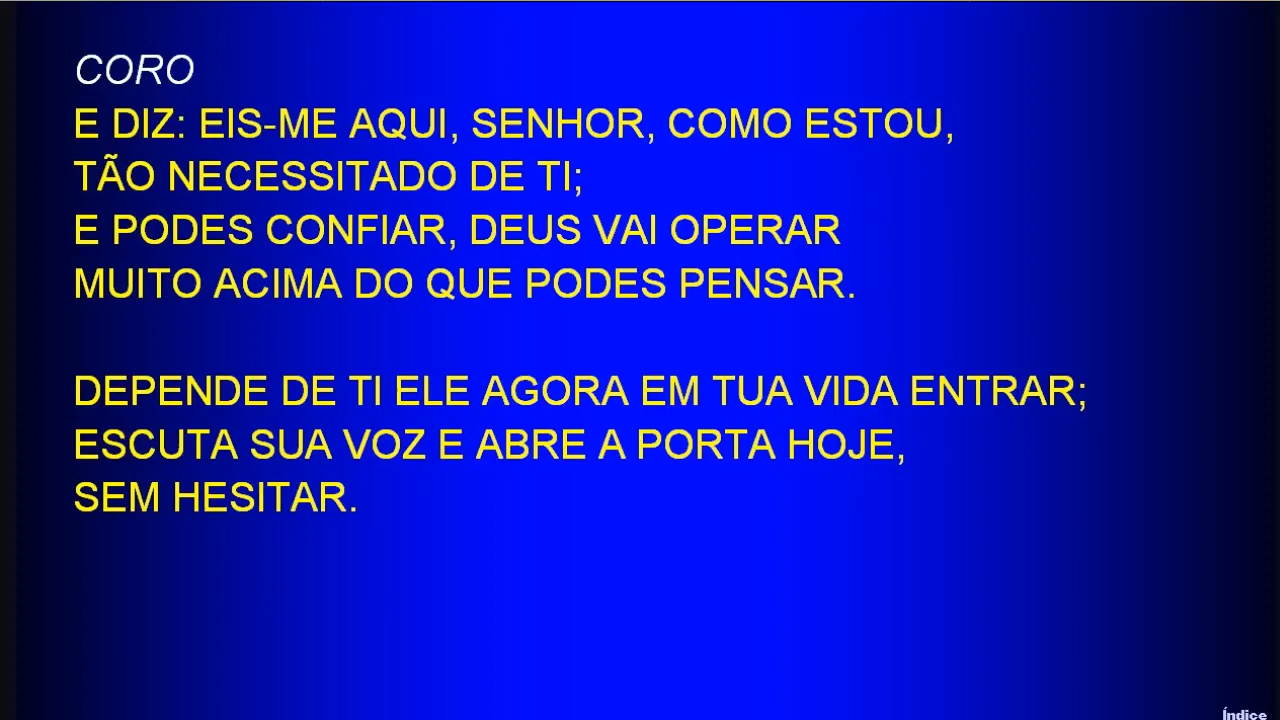 CORO
E DIZ: EIS-ME AQUI, SENHOR, COMO ESTOU,
TÃO NECESSITADO DE TI;
E PODES CONFIAR, DEUS VAI OPERAR
MUITO ACIMA DO QUE PODES PENSAR.
DEPENDE DE TI ELE AGORA EM TUA VIDA ENTRAR;
ESCUTA SUA VOZ E ABRE A PORTA HOJE,
SEM HESITAR.
Índice